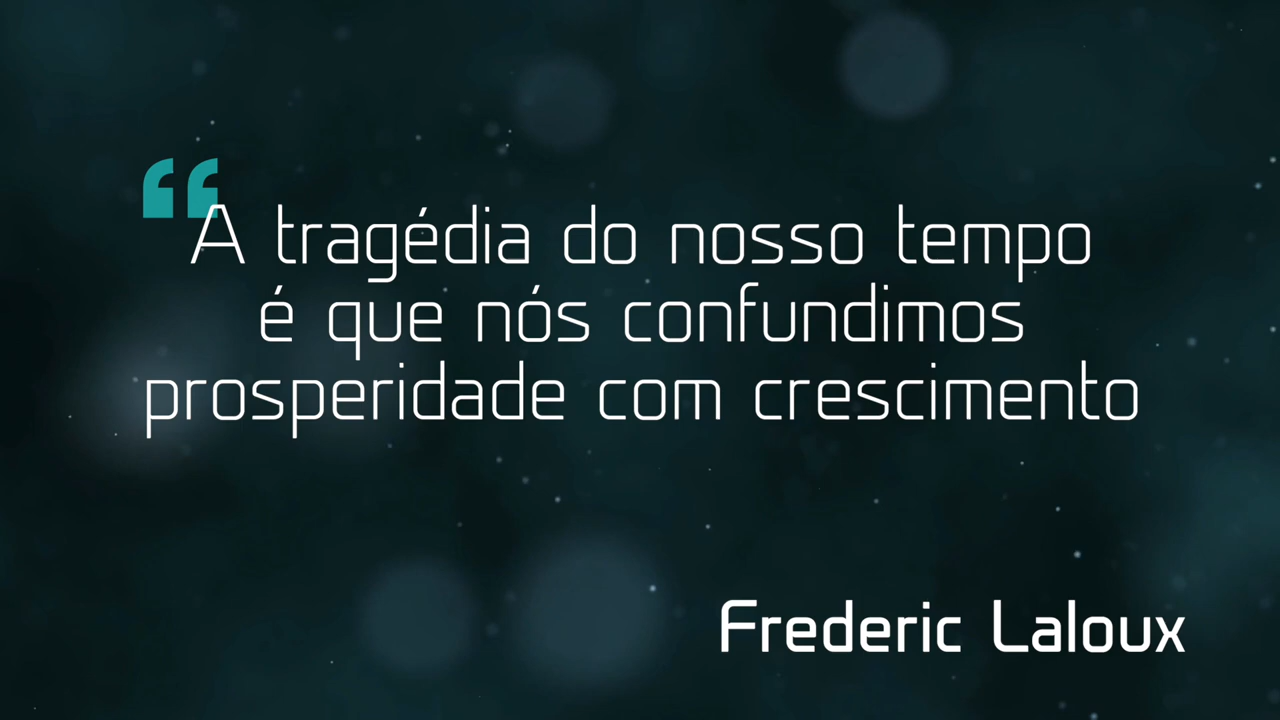 “A tragédia do nosso tempo
é que nós confundimos
prosperidade com crescimento
Frederic Laloux